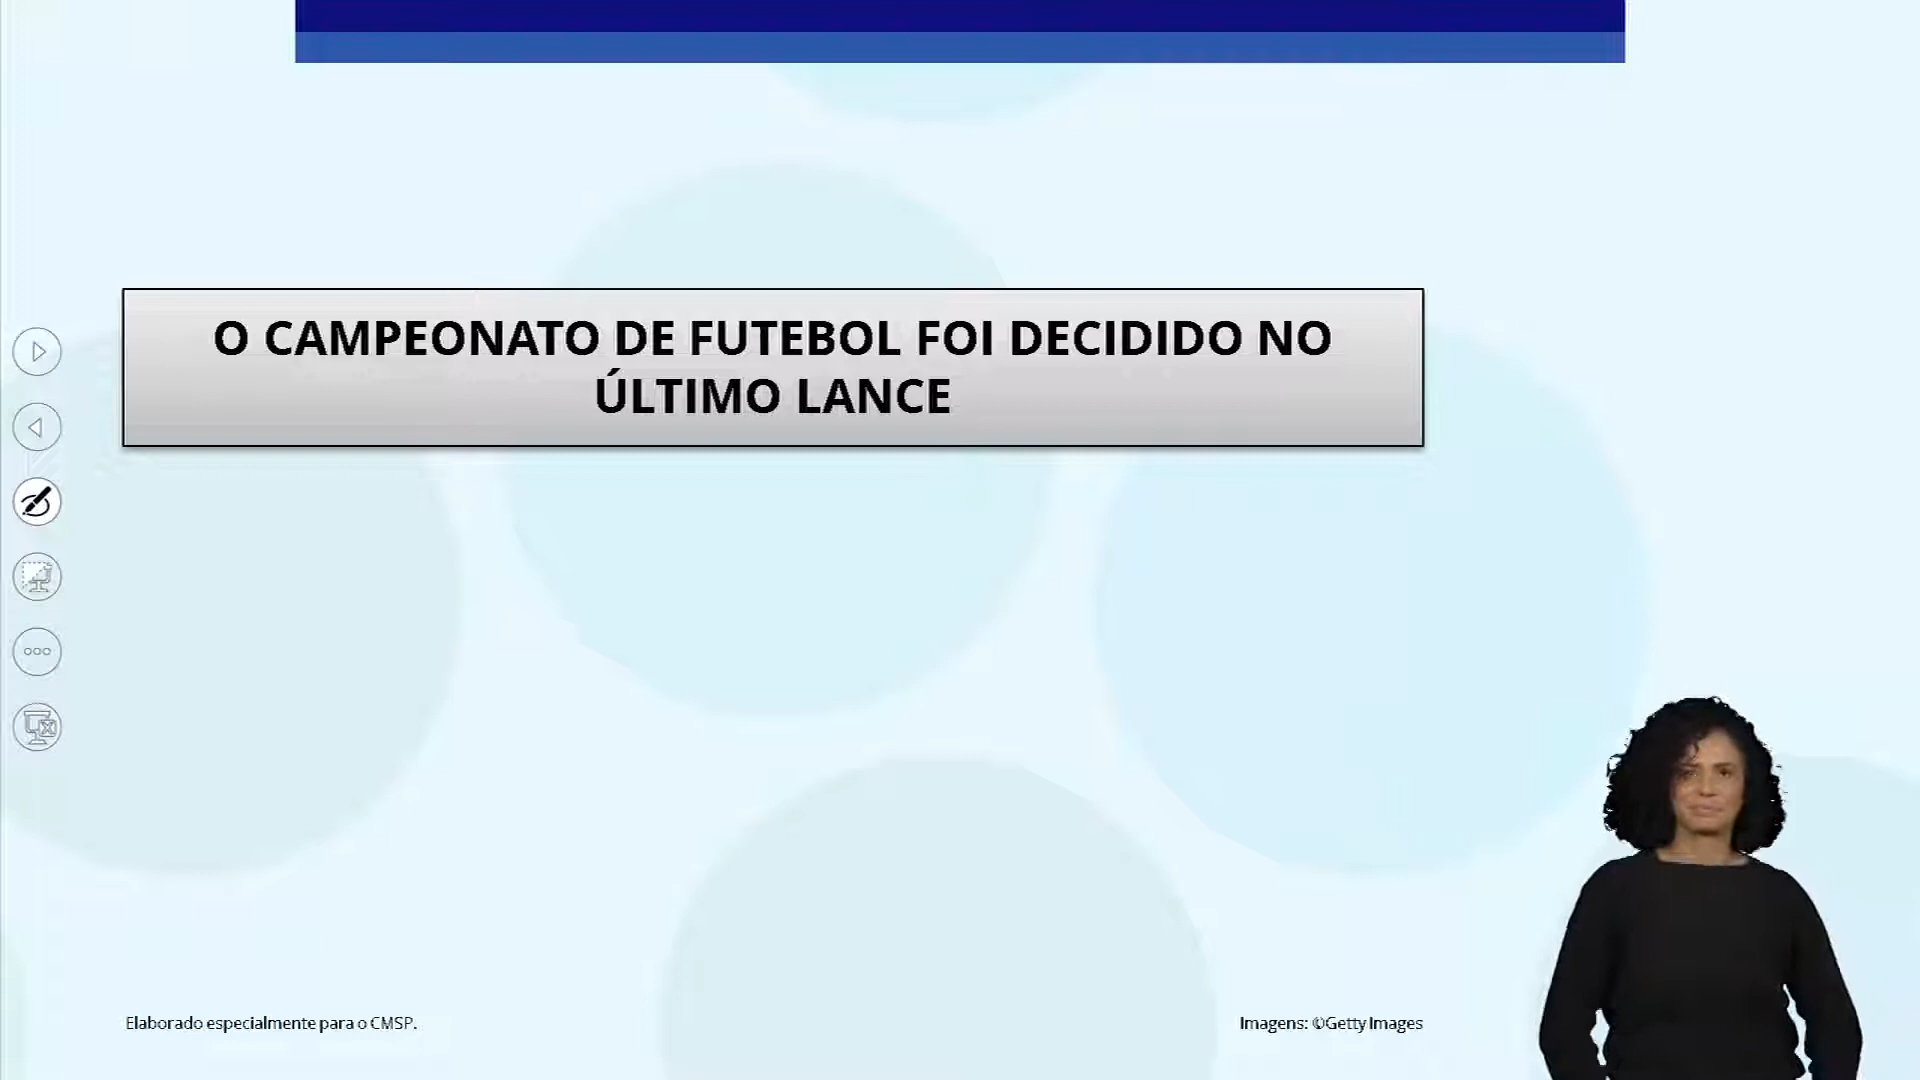 O CAMPEONATO DE FUTEBOL FOI DECIDIDO NO
ÚLTIMO LANCE
Elaborado especialmente para o CMSP.
Imagens: ©Getty Images